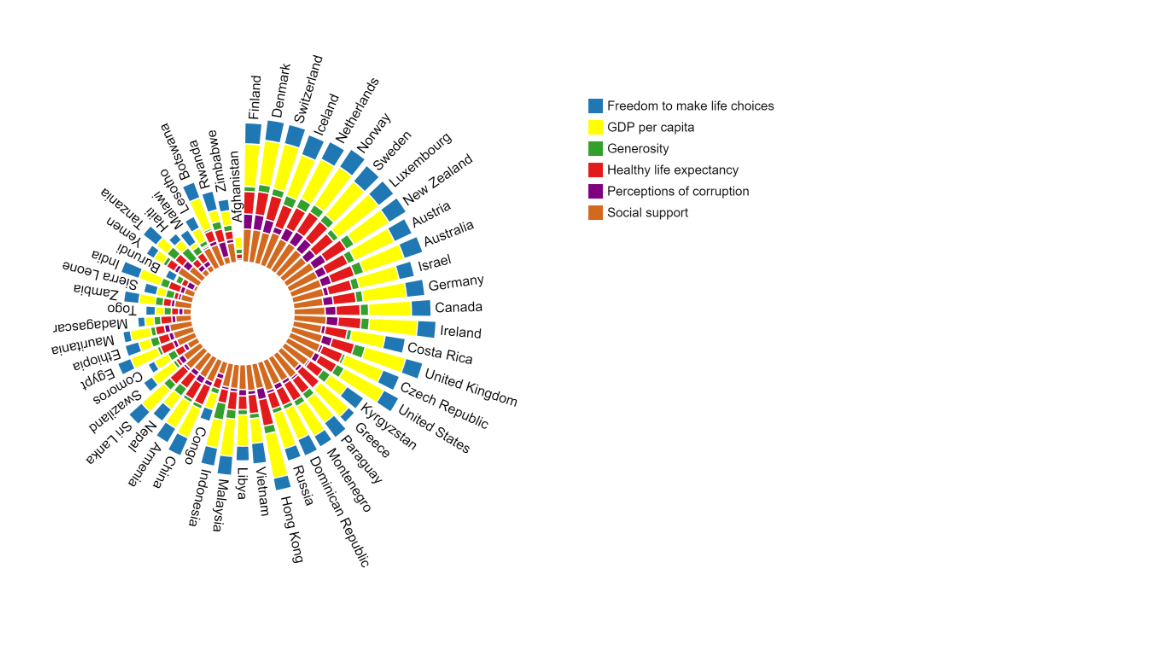 Finland
Denmark
Switzerland
Iceland
Netherlands
Norway
Sweden
Luxembourg
New Zealand
Austria
Australia
Israel
Germany
Canada
Ireland
Costa Rica
United Kingdom
Czech Republic
United States
Kyrgyzstan
Greece
Paraguay
Montenegro
Dominican Republic
Russia
Hong Kong
Vietnam
Libya
Malaysia
Indonesia
Congo
China
Armenia
Nepal
Sri Lanka
Swaziland
Comoros
Egypt
Ethiopia
Mauritania
Madagascar
Togo
Zambia
Sierra Leone
India
Burundi
Yemen
Tanzania
Haiti
Malawi
Lesotho
Botswana
Rwanda
Zimbabwe
Afghanistan
Freedom to make life choices
GDP per capita
Generosity
Healthy life expectancy
Perceptions of corruption
Social support